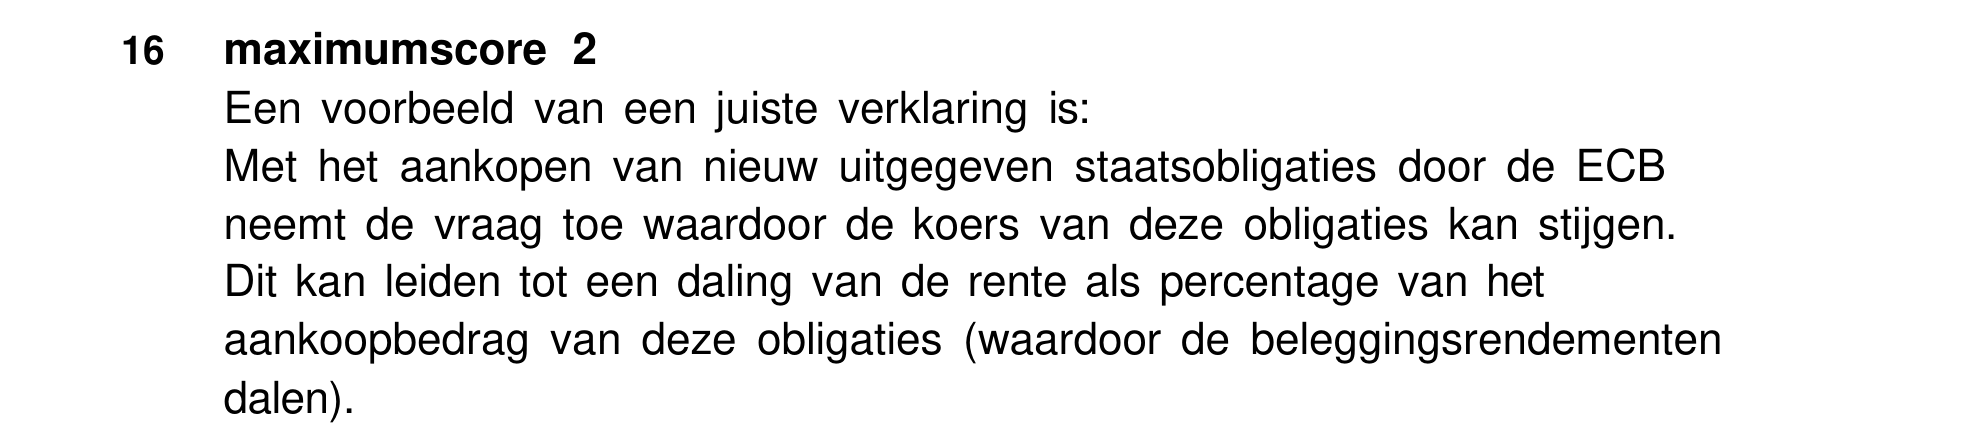 16 maximumscore 2
Een voorbeeld van een juiste verklaring is:
Met het aankopen van nieuw uitgegeven staatsobligaties door de ECB
neemt de vraag toe waardoor de koers van deze obligaties kan stijgen.
Dit kan leiden tot een daling van de rente als percentage van het
aankoopbedrag van deze obligaties (waardoor de beleggingsrendementen
dalen).